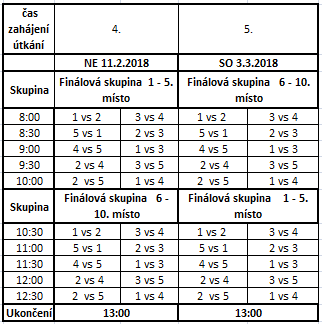 čas
zahájení
útkání
4.
5.
NE 11.2.2018
SO 3.3.2018
Skupina
Finálová skupina 1 - 5.
místo
Finálová skupina 6 - 10.
místo
8:00 1 vs 2 3 vs 4 1 vs 2 3 vs 4
8:30 5 vs 1 2 vs 3 5 vs 1 2 vs 3
9:00 4 vs 5 1 vs 3 4 vs 5 1 vs 3
9:30 2 vs 4 3 vs 5 2 vs 4 3 vs 5
10:00 2 vs 5 1 vs 4 2 vs 5 1 vs 4
Skupina
Finálová skupina 6 -
10. místo
Finálová skupina 1 - 5.
místo
10:30 1 vs 2 3 vs 4 1 vs 2 3 vs 4
11:00 5 vs 1 2 vs 3 5 vs 1 2 vs 3
11:30 4 vs 5 1 vs 3 4 vs 5 1 vs 3
12:00 2 vs 4 3 vs 5 2 vs 4 3 vs 5
12:30 2 vs 5 1 vs 4 2 vs 5 1 vs 4
Ukončení 13:00 13:00